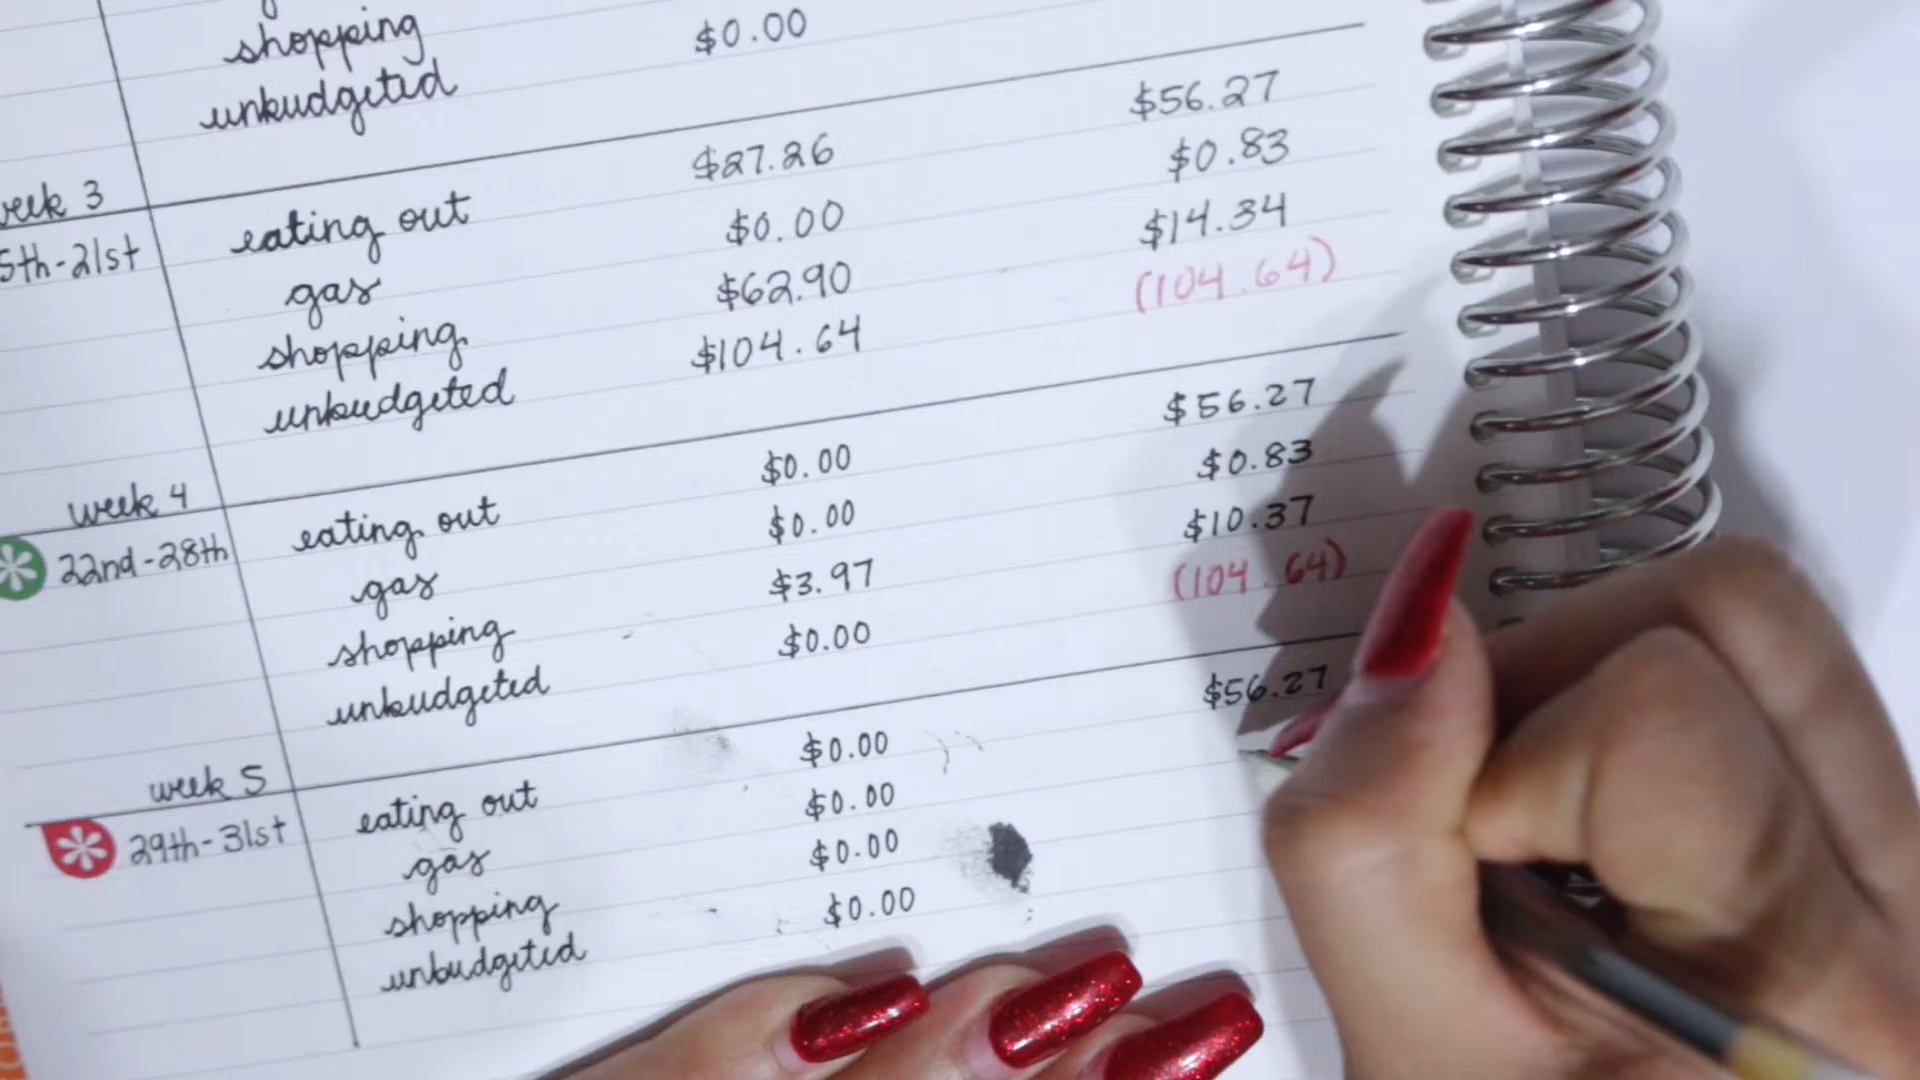 shopping $0.00
unbudgeted
week 3 eating out $27.26 $56.27
5th-21st gas $0.00 $0.83
shopping $62.90 $14.34
unbudgeted $104.64 (104.64)
week 4 eating out $0.00 $56.27
22nd-28th gas $0.00 $0.83
shopping $3.97 $10.37
unbudgeted $0.00 (104.64)
week 5 eating out $0.00 $56.27
29th-31st gas $0.00
shopping $0.00
unbudgeted $0.00